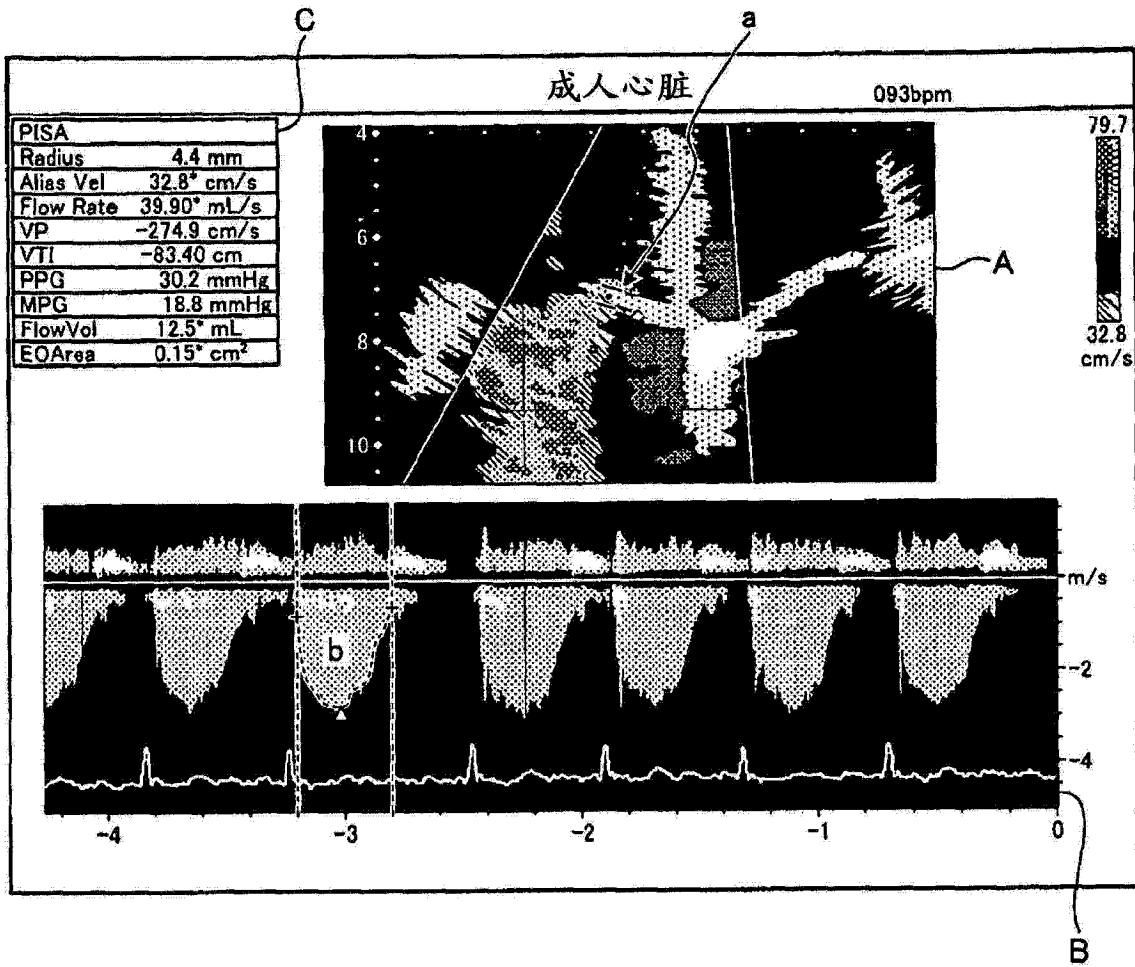 C
a
成人心脏
093bpm
PISA
Radius 4.4 mm
Alias Vel 32.8* cm/s
Flow Rate 39.90* mL/s
VP -274.9 cm/s
VTI -83.40 cm
PPG 30.2 mmHg
MPG 18.8 mmHg
FlowVol 12.5* mL
EOArea 0.15* cm²
4
6
8
10
79.7
32.8
cm/s
A
b
m/s
-2
-4
-4 -3 -2 -1 0
B